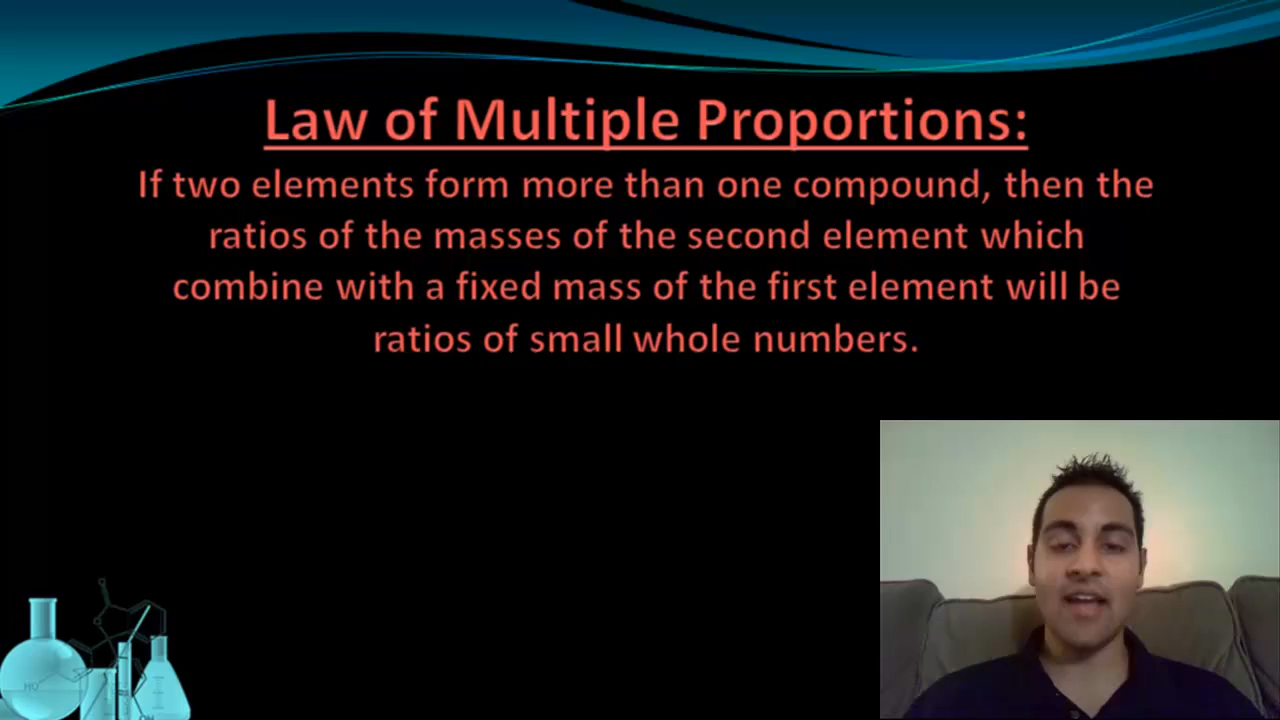 Law of Multiple Proportions:
If two elements form more than one compound, then the
ratios of the masses of the second element which
combine with a fixed mass of the first element will be
ratios of small whole numbers.
HO
OH